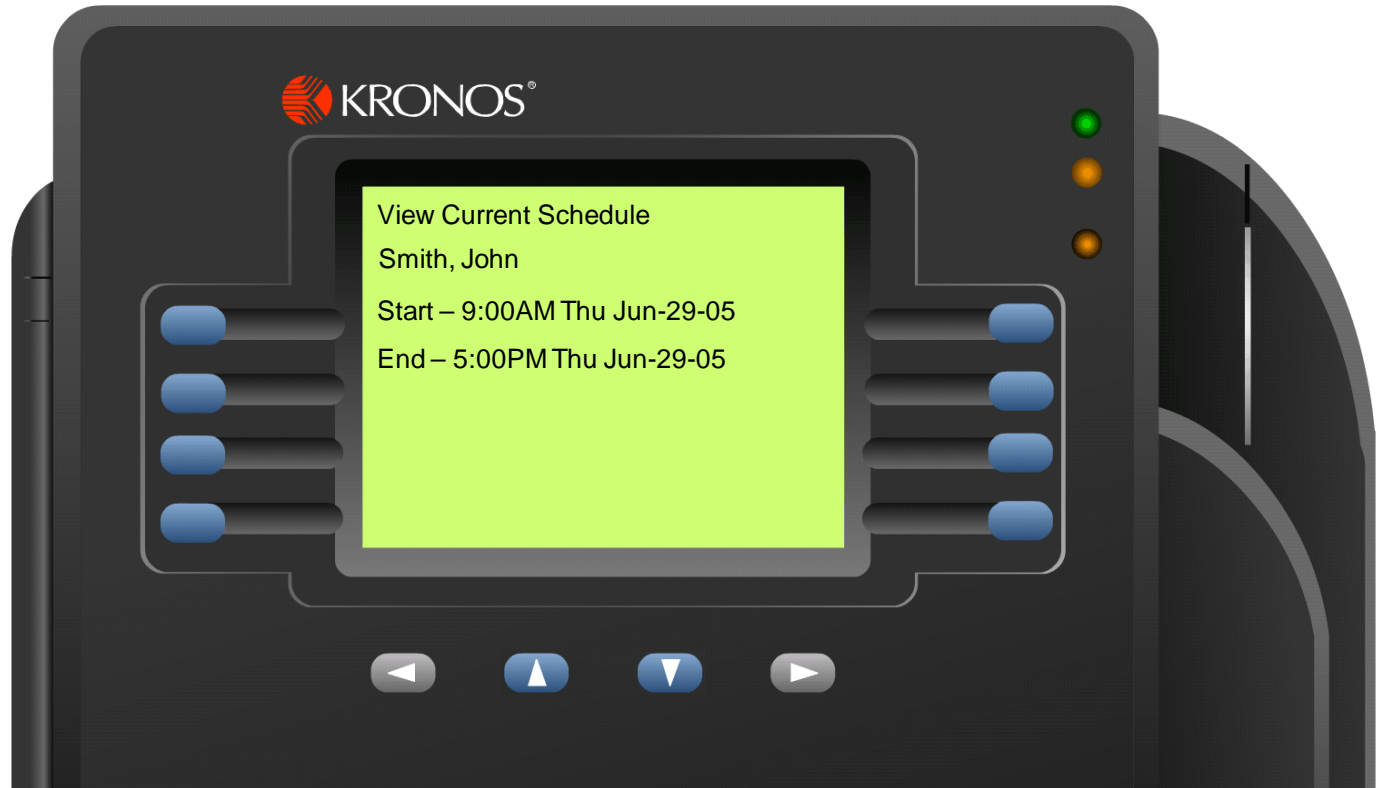 KRONOS®
View Current Schedule
Smith, John
Start – 9:00AM Thu Jun-29-05
End – 5:00PM Thu Jun-29-05